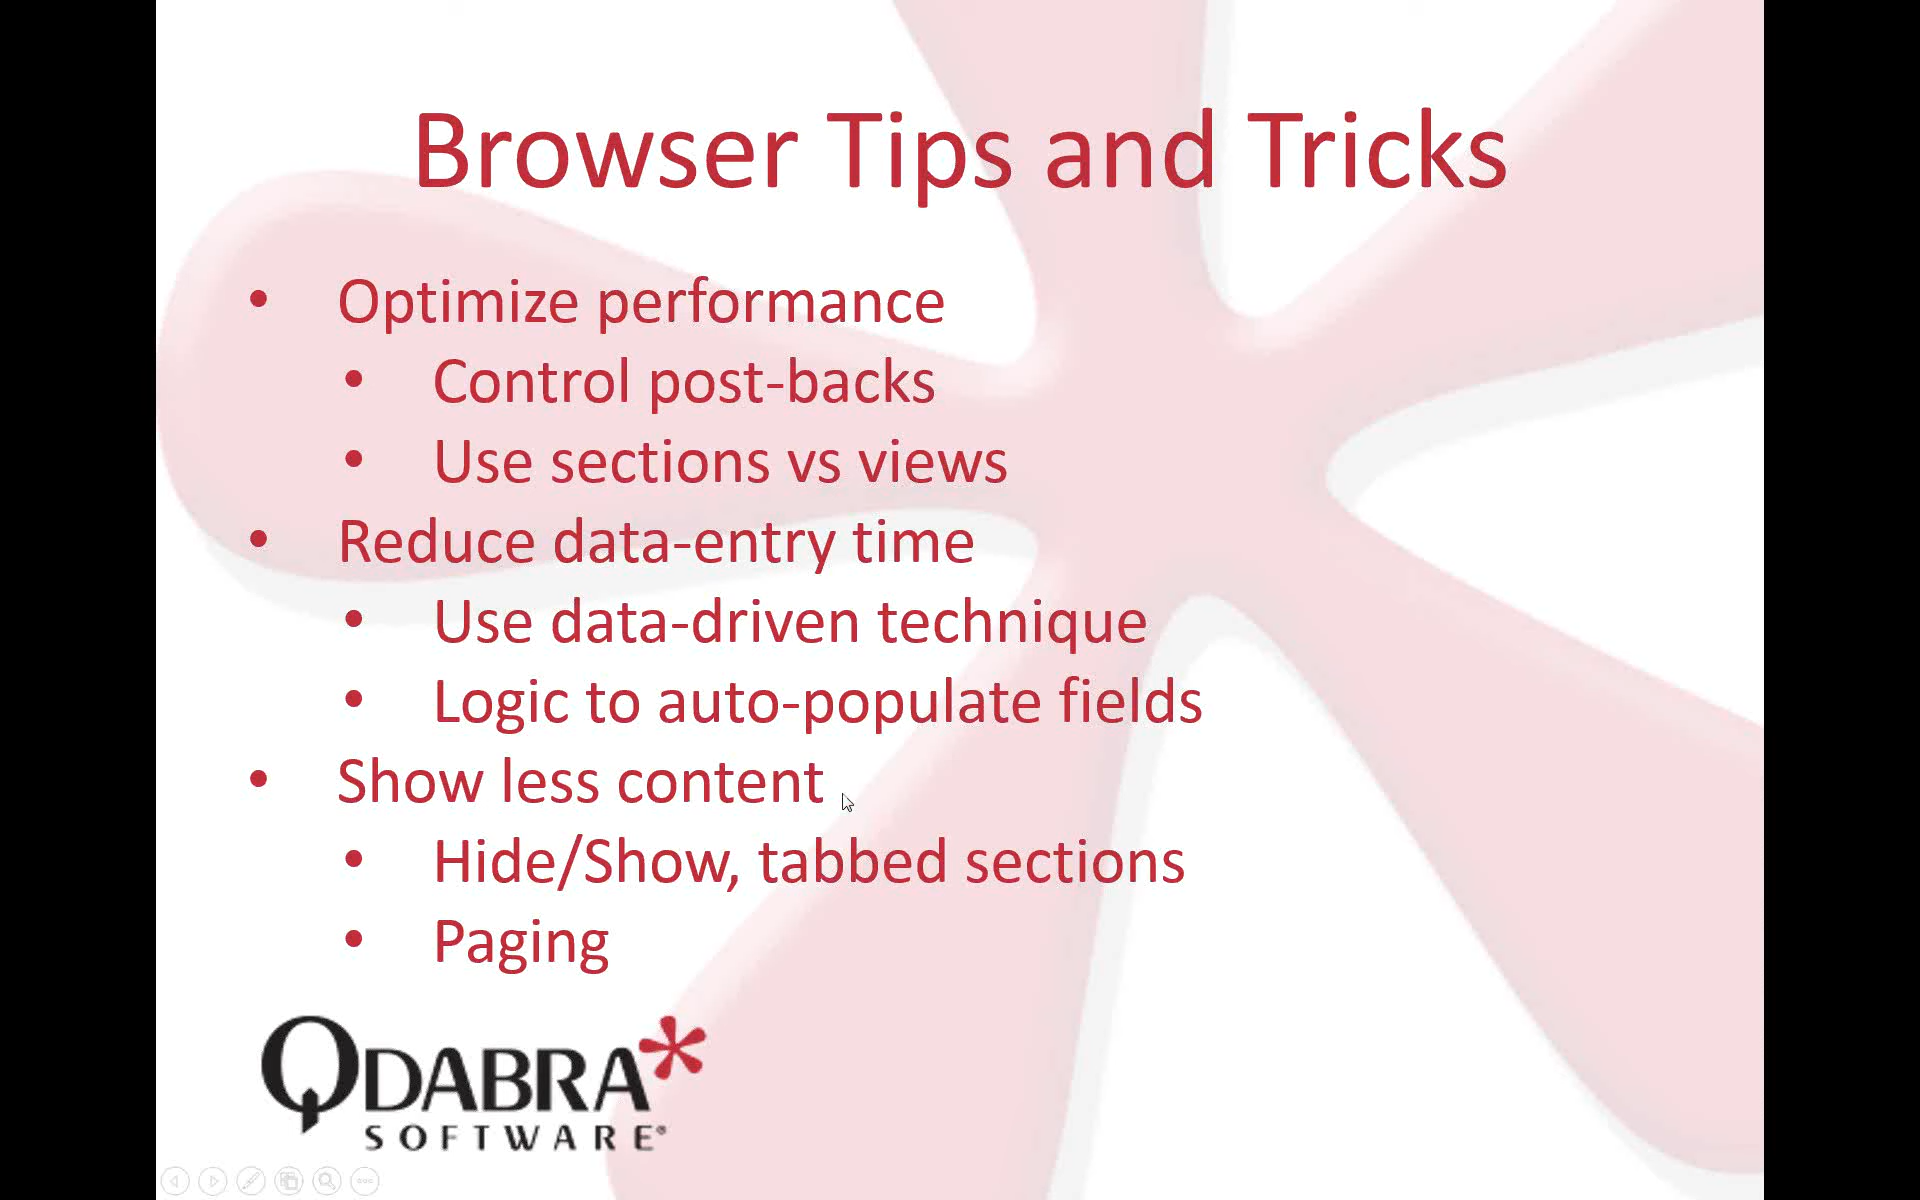 Browser Tips and Tricks
• Optimize performance
• Control post-backs
• Use sections vs views
• Reduce data-entry time
• Use data-driven technique
• Logic to auto-populate fields
• Show less content
• Hide/Show, tabbed sections
• Paging
QDABRA
SOFTWARE®